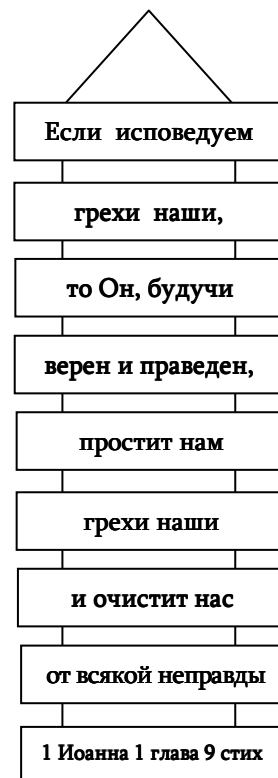 Если исповедуем
грехи наши,
то Он, будучи
верен и праведен,
простит нам
грехи наши
и очистит нас
от всякой неправды
1 Иоанна 1 глава 9 стих